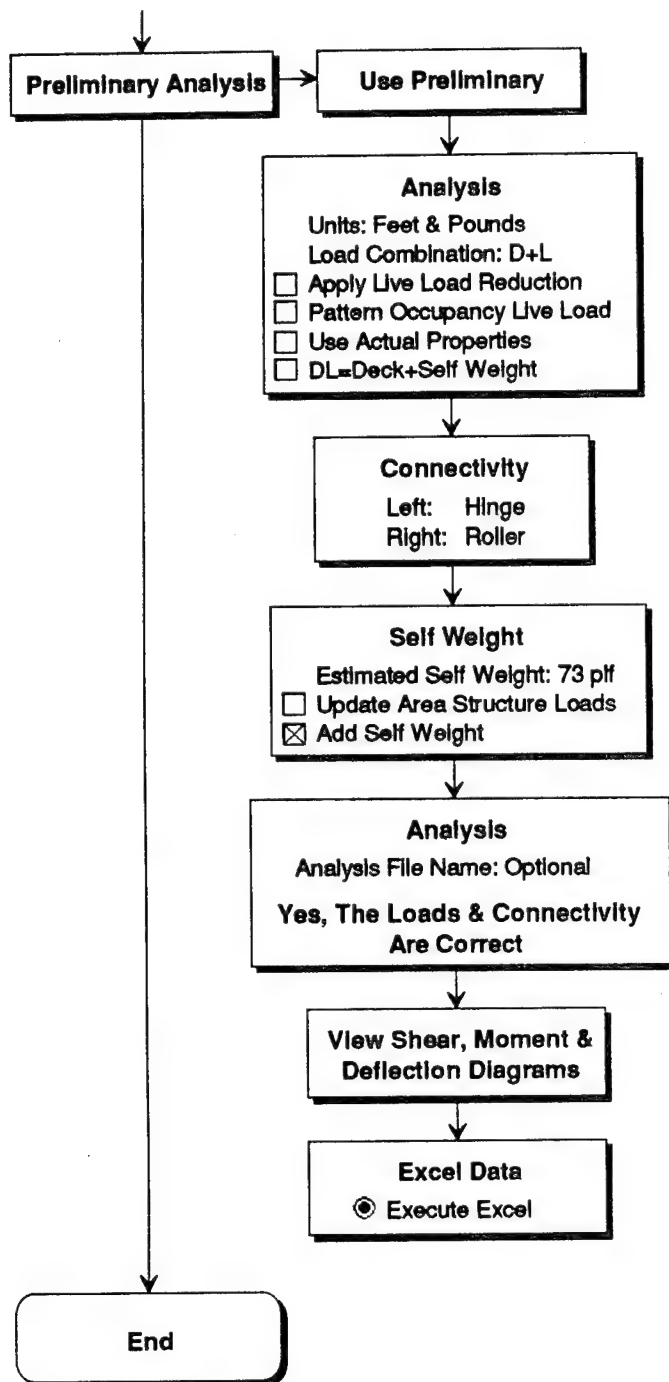 Preliminary Analysis
Use Preliminary
Analysis
Units: Feet & Pounds
Load Combination: D+L
Apply Live Load Reduction
Pattern Occupancy Live Load
Use Actual Properties
DL=Deck+Self Weight
Connectivity
Left: Hinge
Right: Roller
Self Weight
Estimated Self Weight: 73 plf
Update Area Structure Loads
Add Self Weight
Analysis
Analysis File Name: Optional
Yes, The Loads & Connectivity
Are Correct
View Shear, Moment &
Deflection Diagrams
Excel Data
Execute Excel
End